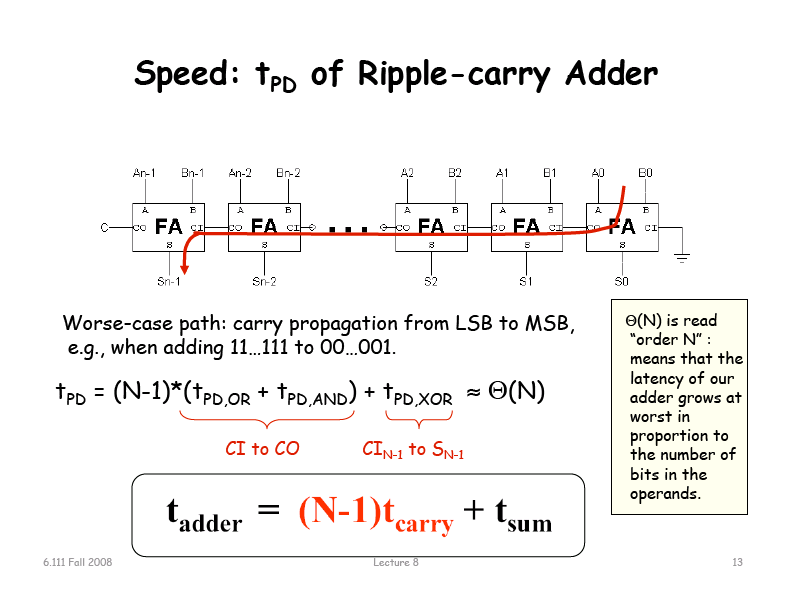 Speed: tPD of Ripple-carry Adder
An-1 Bn-1 An-2 Bn-2 A2 B2 A1 B1 A0 B0
A B A B A B A B A B
C CO FA CI CO FA CI ... CO FA CI CO FA CI CO FA CI
S S S S S
Sn-1 Sn-2 S2 S1 S0
Worse-case path: carry propagation from LSB to MSB,
e.g., when adding 11…111 to 00…001.
tPD = (N-1)*(tPD,OR + tPD,AND) + tPD,XOR ≈ Θ(N)
CI to CO CIN-1 to SN-1
tadder = (N-1)tcarry + tsum
Θ(N) is read
“order N” :
means that the
latency of our
adder grows at
worst in
proportion to
the number of
bits in the
operands.
6.111 Fall 2008 Lecture 8 13